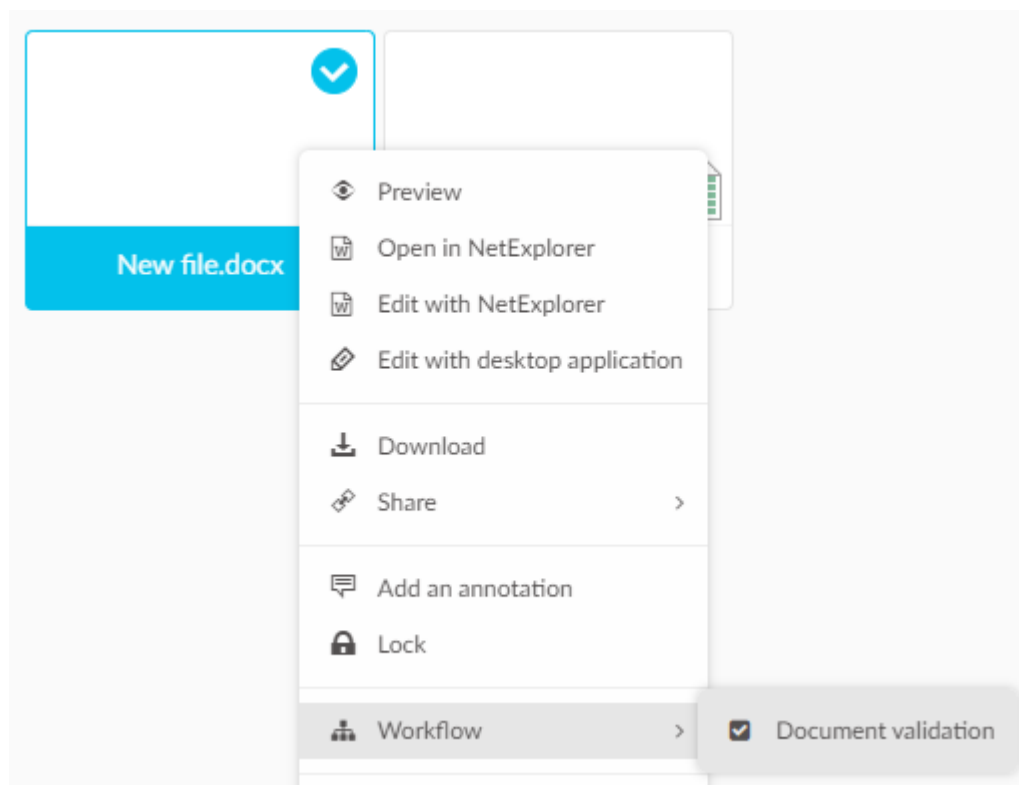 New file.docx
Preview
Open in NetExplorer
Edit with NetExplorer
Edit with desktop application
Download
Share
Add an annotation
Lock
Workflow
Document validation